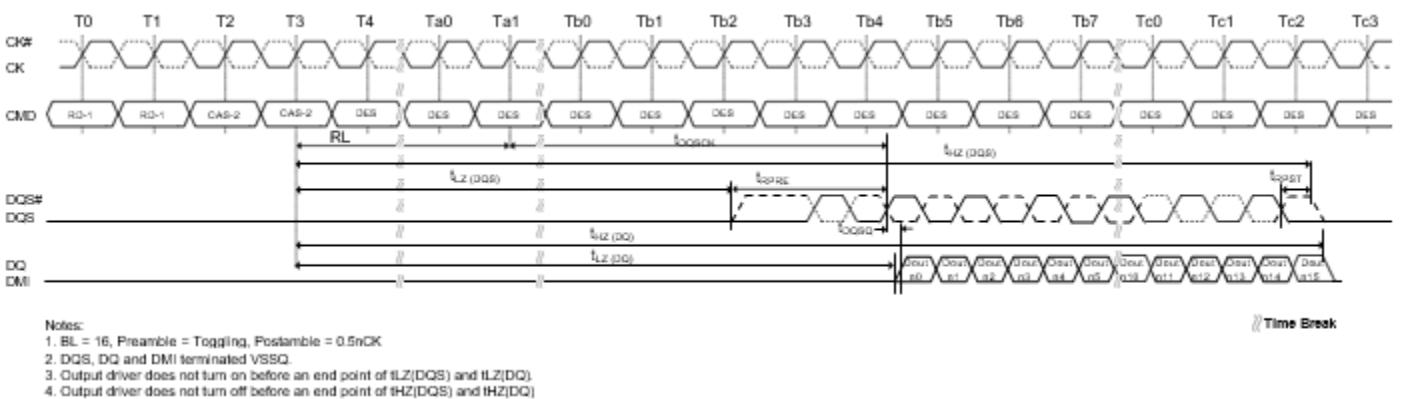 T0 T1 T2 T3 T4 Ta0 Ta1 Tb0 Tb1 Tb2 Tb3 Tb4 Tb5 Tb6 Tb7 Tc0 Tc1 Tc2 Tc3
CK#
CK
CMD RD-1 RD-1 CAS-2 CAS-2 DES DES DES DES DES DES DES DES DES DES DES DES DES DES DES
RL tDQSCK
tHZ (DQS)
tLZ (DQS) tRPRE tRPST
DQS#
DQS
tDQSQ
tHZ (DQ)
tLZ (DQ)
DQ
DMI
Dout Dout Dout Dout Dout Dout Dout Dout Dout Dout Dout Dout
n0 n1 n2 n3 n4 n5 n10 n11 n12 n13 n14 n15
Time Break
Notes:
1. BL = 16, Preamble = Toggling, Postamble = 0.5nCK
2. DQS, DQ and DMI terminated VSSQ.
3. Output driver does not turn on before an end point of tLZ(DQS) and tLZ(DQ).
4. Output driver does not turn off before an end point of tHZ(DQS) and tHZ(DQ)